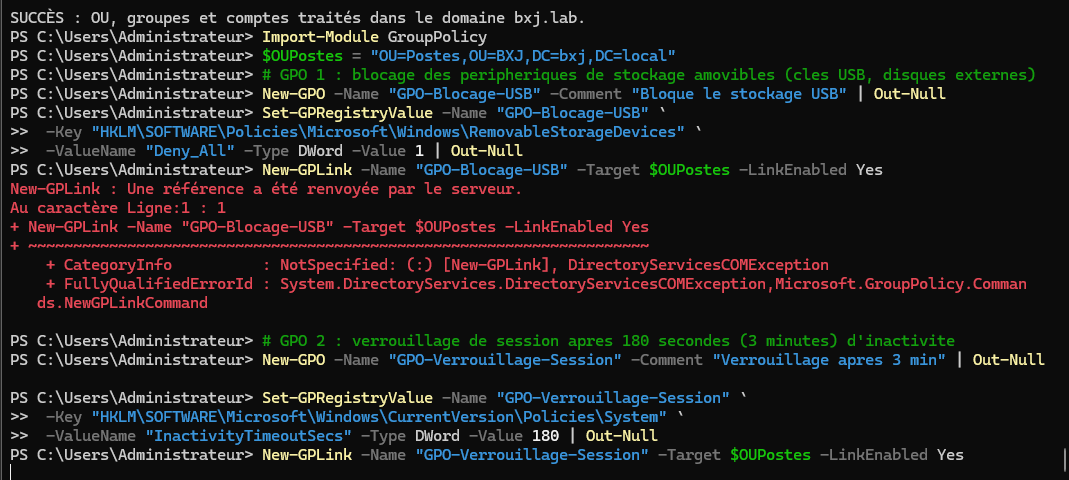 SUCCÈS : OU, groupes et comptes traités dans le domaine bxj.lab.
PS C:\Users\Administrateur> Import-Module GroupPolicy
PS C:\Users\Administrateur> $OUPostes = "OU=Postes,OU=BXJ,DC=bxj,DC=local"
PS C:\Users\Administrateur> # GPO 1 : blocage des peripheriques de stockage amovibles (cles USB, disques externes)
PS C:\Users\Administrateur> New-GPO -Name "GPO-Blocage-USB" -Comment "Bloque le stockage USB" | Out-Null
PS C:\Users\Administrateur> Set-GPRegistryValue -Name "GPO-Blocage-USB" `
>>  -Key "HKLM\SOFTWARE\Policies\Microsoft\Windows\RemovableStorageDevices" `
>>  -ValueName "Deny_All" -Type DWord -Value 1 | Out-Null
PS C:\Users\Administrateur> New-GPLink -Name "GPO-Blocage-USB" -Target $OUPostes -LinkEnabled Yes
New-GPLink : Une référence a été renvoyée par le serveur.
Au caractère Ligne:1 : 1
+ New-GPLink -Name "GPO-Blocage-USB" -Target $OUPostes -LinkEnabled Yes
+ ~~~~~~~~~~~~~~~~~~~~~~~~~~~~~~~~~~~~~~~~~~~~~~~~~~~~~~~~~~~~~~~~~~~~~
    + CategoryInfo          : NotSpecified: (:) [New-GPLink], DirectoryServicesCOMException
    + FullyQualifiedErrorId : System.DirectoryServices.DirectoryServicesCOMException,Microsoft.GroupPolicy.Comman
   ds.NewGPLinkCommand
PS C:\Users\Administrateur> # GPO 2 : verrouillage de session apres 180 secondes (3 minutes) d'inactivite
PS C:\Users\Administrateur> New-GPO -Name "GPO-Verrouillage-Session" -Comment "Verrouillage apres 3 min" | Out-Null
PS C:\Users\Administrateur> Set-GPRegistryValue -Name "GPO-Verrouillage-Session" `
>>  -Key "HKLM\SOFTWARE\Microsoft\Windows\CurrentVersion\Policies\System" `
>>  -ValueName "InactivityTimeoutSecs" -Type DWord -Value 180 | Out-Null
PS C:\Users\Administrateur> New-GPLink -Name "GPO-Verrouillage-Session" -Target $OUPostes -LinkEnabled Yes